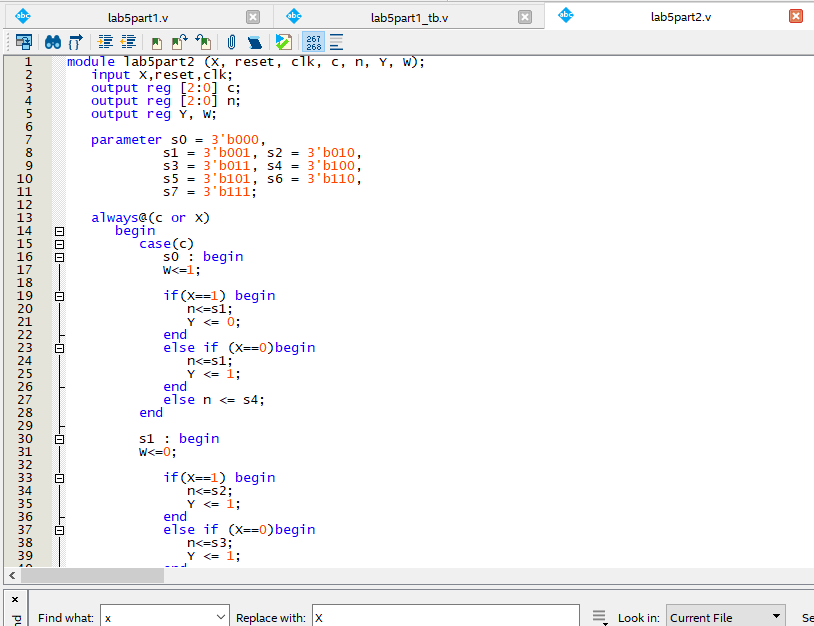 lab5part1.v
lab5part1_tb.v
lab5part2.v
267
268
1 module lab5part2 (X, reset, clk, c, n, Y, W);
2 input X,reset,clk;
3 output reg [2:0] c;
4 output reg [2:0] n;
5 output reg Y, W;
6
7 parameter s0 = 3'b000,
8 s1 = 3'b001, s2 = 3'b010,
9 s3 = 3'b011, s4 = 3'b100,
10 s5 = 3'b101, s6 = 3'b110,
11 s7 = 3'b111;
12
13 always@(c or X)
14 begin
15 case(c)
16 s0 : begin
17 W<=1;
18
19 if(X==1) begin
20 n<=s1;
21 Y <= 0;
22 end
23 else if (X==0)begin
24 n<=s1;
25 Y <= 1;
26 end
27 else n <= s4;
28 end
29
30 s1 : begin
31 W<=0;
32
33 if(X==1) begin
34 n<=s2;
35 Y <= 1;
36 end
37 else if (X==0)begin
38 n<=s3;
39 Y <= 1;
Find what: x Replace with: X Look in: Current File